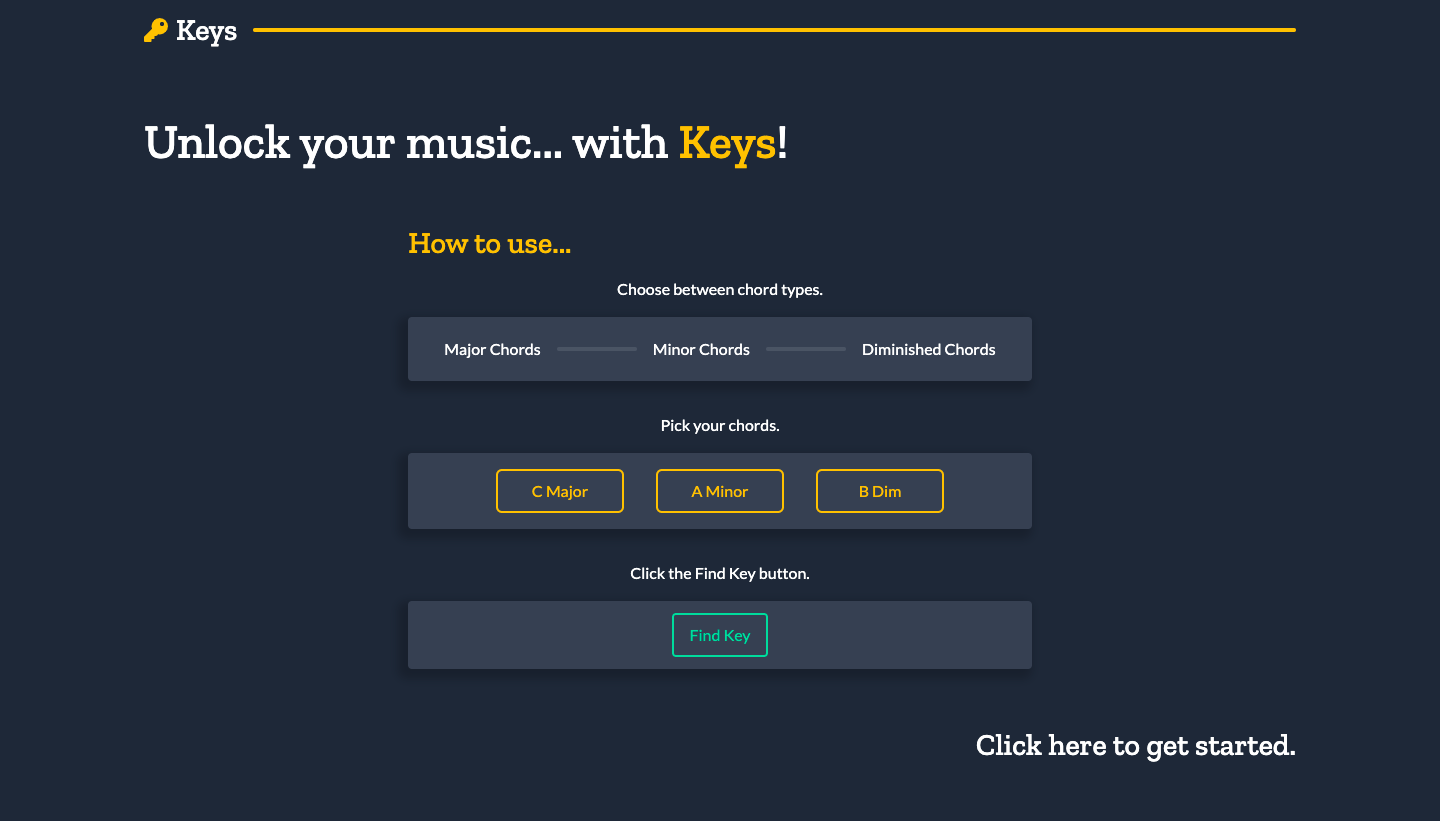 Keys
Unlock your music... with Keys!
How to use...
Choose between chord types.
Major Chords Minor Chords Diminished Chords
Pick your chords.
C Major A Minor B Dim
Click the Find Key button.
Find Key
Click here to get started.